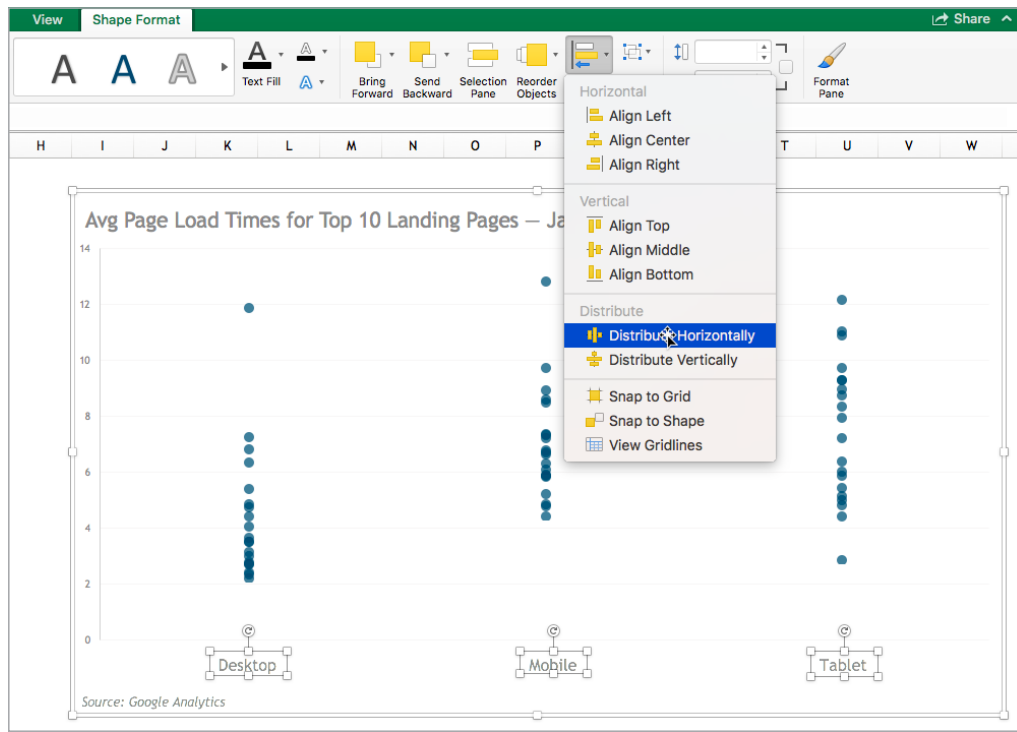 View Shape Format Share
A A A A A
Text Fill A
Bring Forward
Send Backward
Selection Pane
Reorder Objects
Format Pane
Horizontal
Align Left
Align Center
Align Right
Vertical
Align Top
Align Middle
Align Bottom
Distribute
Distribute Horizontally
Distribute Vertically
Snap to Grid
Snap to Shape
View Gridlines
H I J K L M N O P T U V W
Avg Page Load Times for Top 10 Landing Pages — Ja
14
12
10
8
6
4
2
0
Desktop Mobile Tablet
Source: Google Analytics